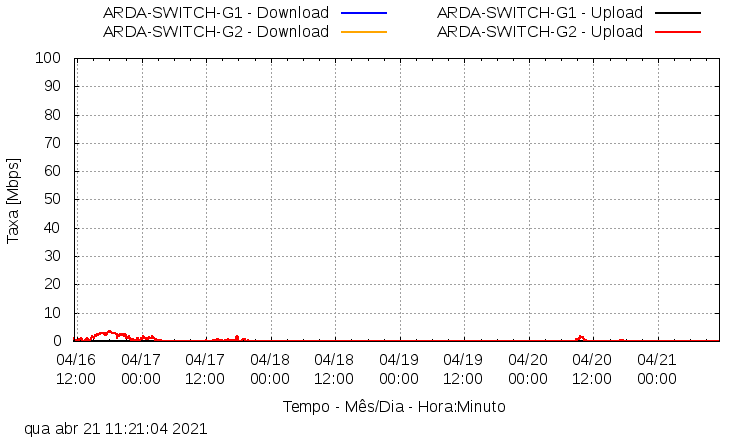 ARDA-SWITCH-G1 - Download ARDA-SWITCH-G1 - Upload
ARDA-SWITCH-G2 - Download ARDA-SWITCH-G2 - Upload
100
90
80
70
60
50
40
30
20
10
0
Taxa [Mbps]
04/16 04/17 04/17 04/18 04/18 04/19 04/19 04/20 04/20 04/21
12:00 00:00 12:00 00:00 12:00 00:00 12:00 00:00 12:00 00:00
Tempo - Mês/Dia - Hora:Minuto
qua abr 21 11:21:04 2021